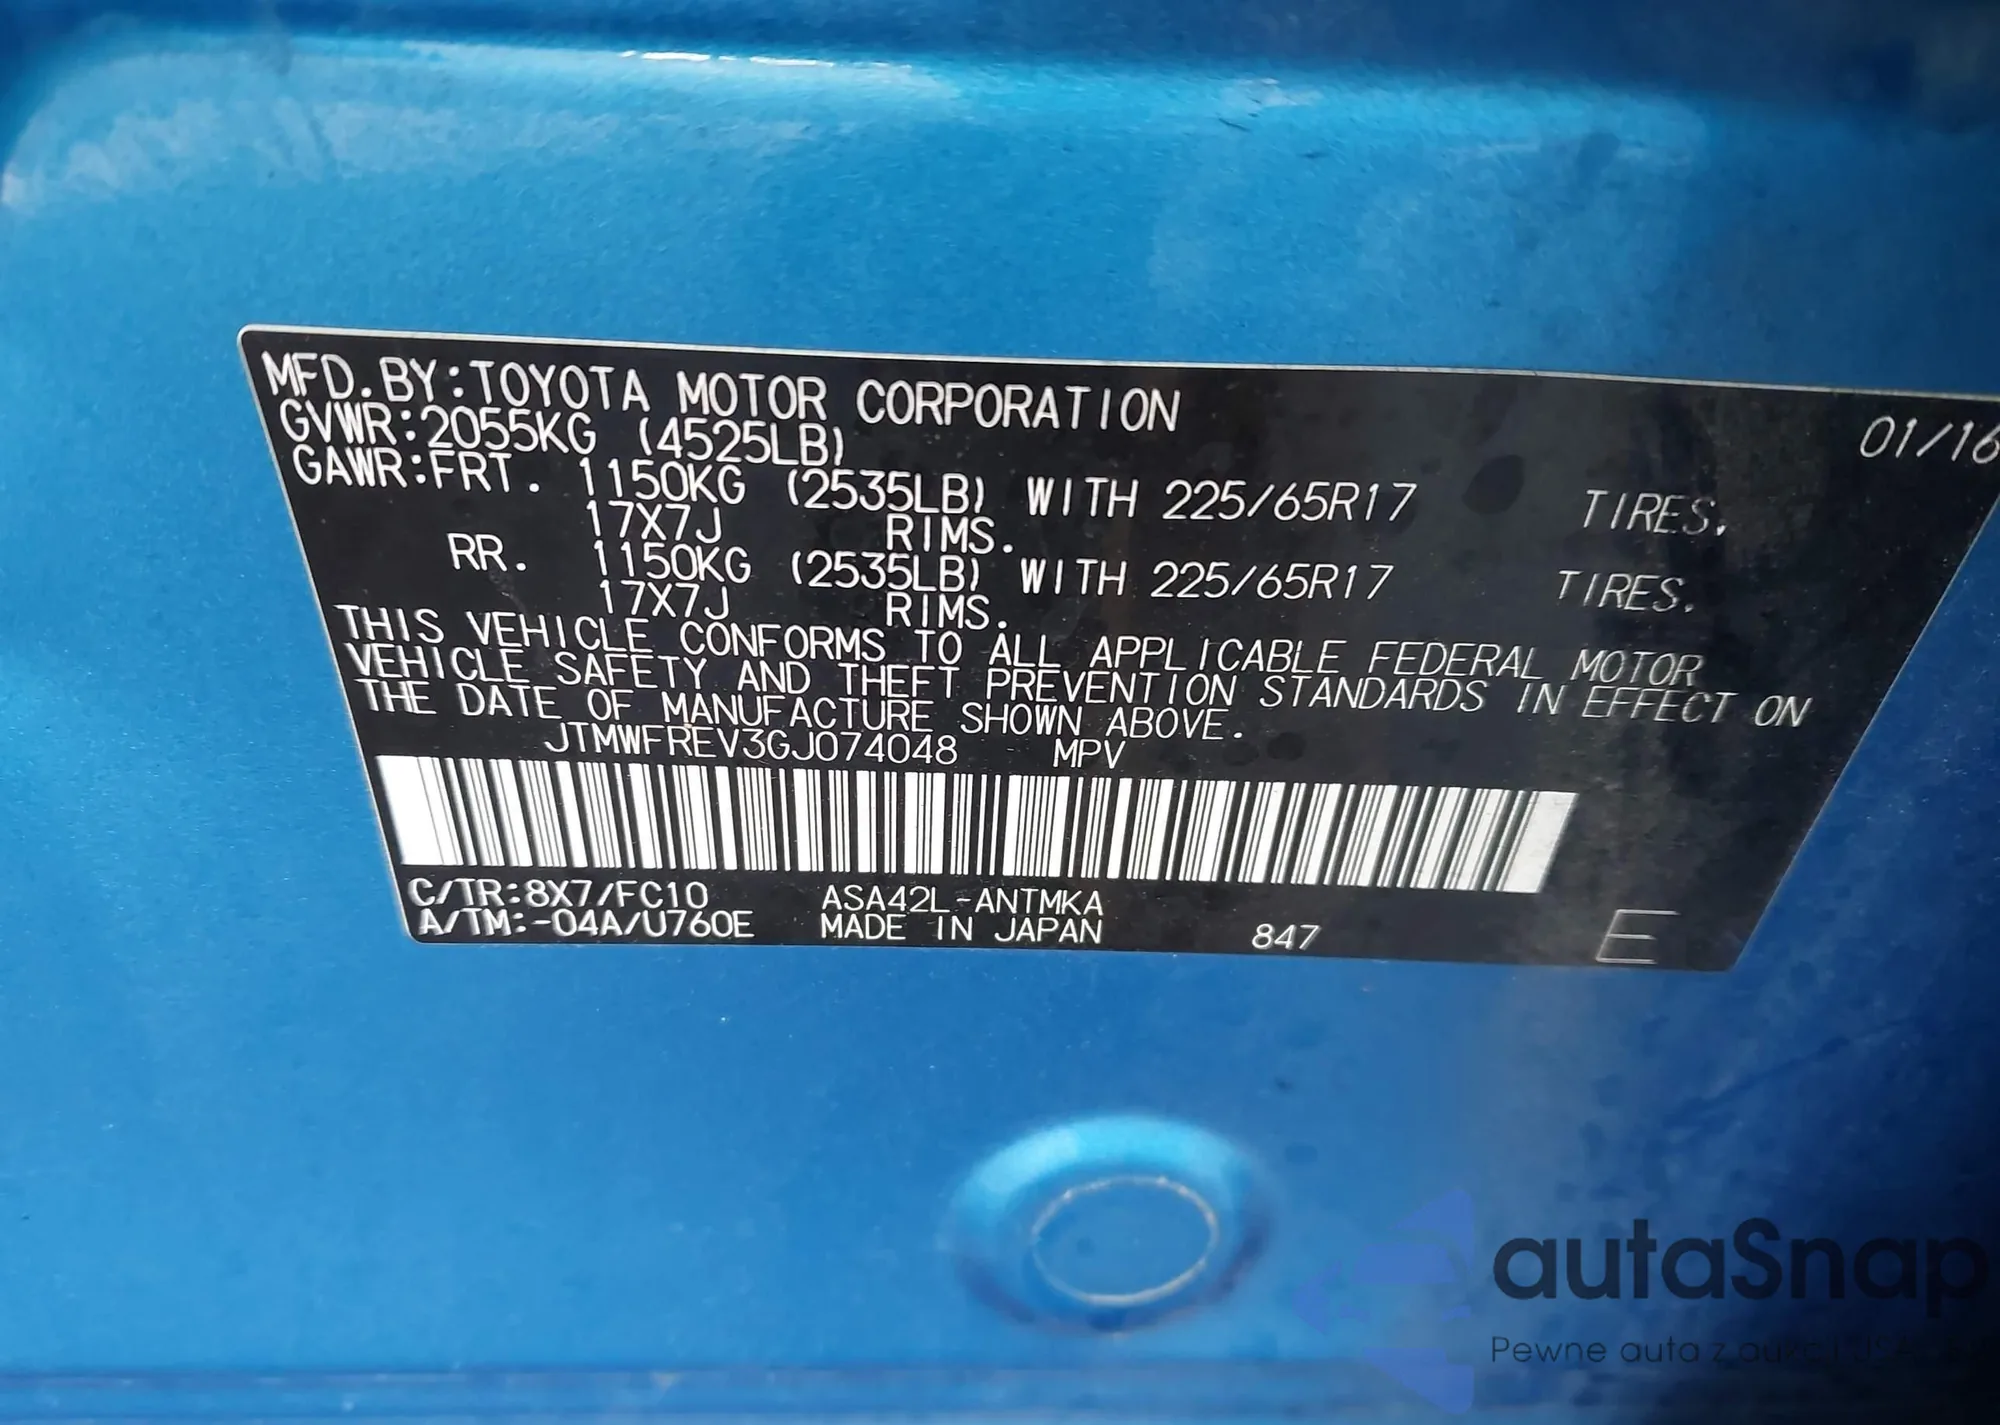 MFD.BY:TOYOTA MOTOR CORPORATION 01/16
GVWR:2055KG (4525LB)
GAWR:FRT. 1150KG (2535LB) WITH 225/65R17 TIRES,
17X7J RIMS.
RR. 1150KG (2535LB) WITH 225/65R17 TIRES,
17X7J RIMS.
THIS VEHICLE CONFORMS TO ALL APPLICABLE FEDERAL MOTOR
VEHICLE SAFETY AND THEFT PREVENTION STANDARDS IN EFFECT ON
THE DATE OF MANUFACTURE SHOWN ABOVE.
JTMWFREV3GJ074048 MPV
C/TR:8X7/FC10 ASA42L-ANTMKA
A/TM:-04A/U760E MADE IN JAPAN 847 E
autaSnap
Pewne auta z